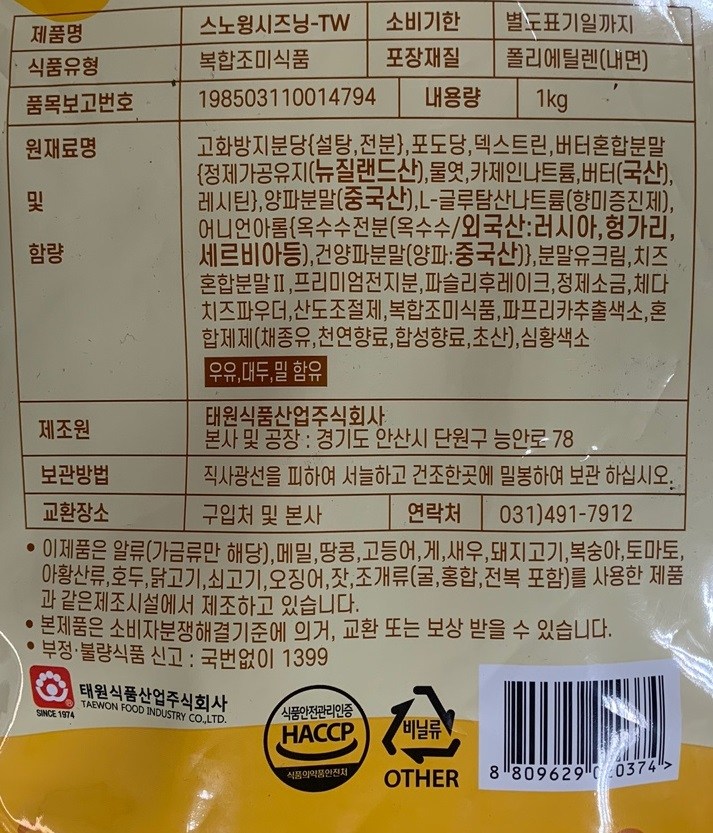 제품명 스노윙시즈닝-TW 소비기한 별도표기일까지
식품유형 복합조미식품 포장재질 폴리에틸렌(내면)
품목보고번호 198503110014794 내용량 1kg
원재료명 고화방지분당{설탕,전분},포도당,덱스트린,버터혼합분말
{정제가공유지(뉴질랜드산),물엿,카제인나트륨,버터(국산),
및 레시틴},양파분말(중국산),L-글루탐산나트륨(향미증진제),
어니언아롬{옥수수전분(옥수수/외국산:러시아,헝가리,
함량 세르비아등),건양파분말(양파:중국산)},분말유크림,치즈
혼합분말Ⅱ,프리미엄전지분,파슬리후레이크,정제소금,체다
치즈파우더,산도조절제,복합조미식품,파프리카추출색소,혼
합제제(채종유,천연향료,합성향료,초산),심황색소
우유,대두,밀 함유
제조원 태원식품산업주식회사
본사 및 공장 : 경기도 안산시 단원구 능안로 78
보관방법 직사광선을 피하여 서늘하고 건조한곳에 밀봉하여 보관 하십시오.
교환장소 구입처 및 본사 연락처 031)491-7912
• 이제품은 알류(가금류만 해당),메밀,땅콩,고등어,게,새우,돼지고기,복숭아,토마토,
아황산류,호두,닭고기,쇠고기,오징어,잣,조개류(굴,홍합,전복 포함)를 사용한 제품
과 같은제조시설에서 제조하고 있습니다.
• 본제품은 소비자분쟁해결기준에 의거, 교환 또는 보상 받을 수 있습니다.
• 부정·불량식품 신고 : 국번없이 1399
태원식품산업주식회사
TAEWON FOOD INDUSTRY CO.,LTD.
SINCE 1974
식품안전관리인증
HACCP
식품의약품안전처
비닐류
OTHER
8 809629 020374 >